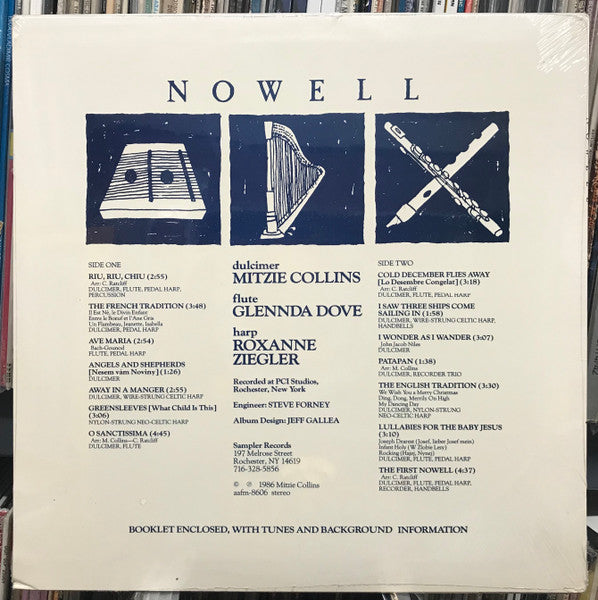 NOWELL
SIDE ONE
RIU, RIU, CHIU (2:55)
Arr: C. Ratcliff
DULCIMER, FLUTE, PEDAL HARP,
PERCUSSION
THE FRENCH TRADITION (3:48)
Il Est Né, le Divin Enfant
Entre le Boeuf et l'Ane Gris
Un Flambeau, Jeanette, Isabella
DULCIMER, PEDAL HARP
AVE MARIA (2:54)
Bach-Gounod
FLUTE, PEDAL HARP
ANGELS AND SHEPHERDS
[Nesem vàm Noviny] (1:26)
DULCIMER
AWAY IN A MANGER (2:55)
DULCIMER, WIRE-STRUNG CELTIC HARP
GREENSLEEVES [What Child Is This]
(3:06)
NYLON-STRUNG NEO-CELTIC HARP
O SANCTISSIMA (4:45)
Arr: M. Collins—C. Ratcliff
DULCIMER, FLUTE
dulcimer
MITZIE COLLINS
flute
GLENNDA DOVE
harp
ROXANNE
ZIEGLER
Recorded at PCI Studios,
Rochester, New York
Engineer: STEVE FORNEY
Album Design: JEFF GALLEA
Sampler Records
197 Melrose Street
Rochester, NY 14619
716-328-5856
© ℗ 1986 Mitzie Collins
aafm-8606 stereo
SIDE TWO
COLD DECEMBER FLIES AWAY
[Lo Desembre Congelat] (3:18)
Arr: C. Ratcliff
DULCIMER, FLUTE, PEDAL HARP
I SAW THREE SHIPS COME
SAILING IN (1:58)
DULCIMER, WIRE-STRUNG CELTIC HARP,
HANDBELLS
I WONDER AS I WANDER (3:07)
John Jacob Niles
DULCIMER
PATAPAN (1:38)
Arr: M. Collins
DULCIMER, RECORDER TRIO
THE ENGLISH TRADITION (3:30)
We Wish You a Merry Christmas
Ding, Dong, Merrily On High
My Dancing Day
DULCIMER, NYLON-STRUNG
NEO-CELTIC HARP
LULLABIES FOR THE BABY JESUS
(3:10)
Joseph Dearest (Josef, lieber Josef mein)
Infant Holy (W Zlobie Lezy)
Rocking (Hajej, Nynej)
DULCIMER, FLUTE, PEDAL HARP
THE FIRST NOWELL (4:37)
Arr: C. Ratcliff
DULCIMER, FLUTE, PEDAL HARP,
RECORDER, HANDBELLS
BOOKLET ENCLOSED, WITH TUNES AND BACKGROUND INFORMATION